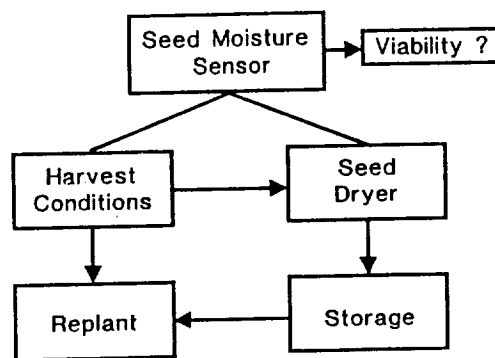 Seed Moisture
Sensor
Viability ?
Harvest
Conditions
Seed
Dryer
Replant
Storage